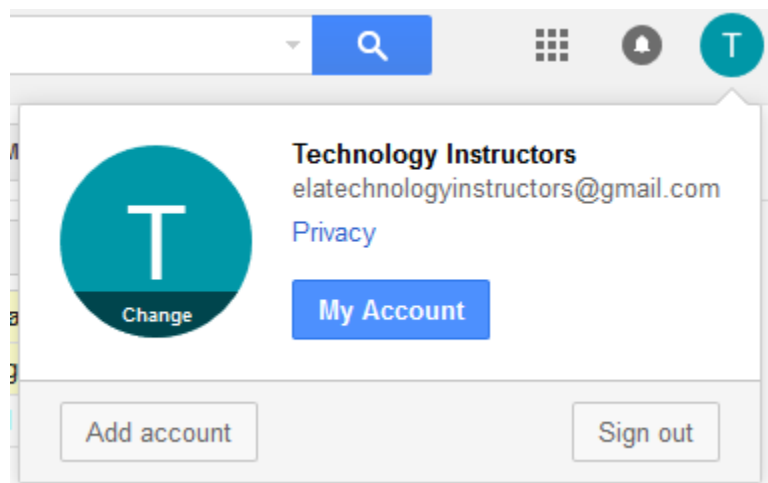 T
Technology Instructors
elatechnologyinstructors@gmail.com
Privacy
T
Change
My Account
Add account
Sign out